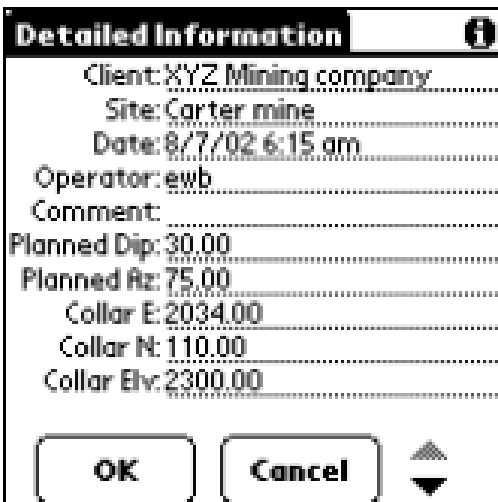 Detailed Information
Client: XYZ Mining company
Site: Carter mine
Date: 8/7/02 6:15 am
Operator: ewb
Comment:
Planned Dip: 30.00
Planned Az: 75.00
Collar E: 2034.00
Collar N: 110.00
Collar Elv: 2300.00
OK Cancel